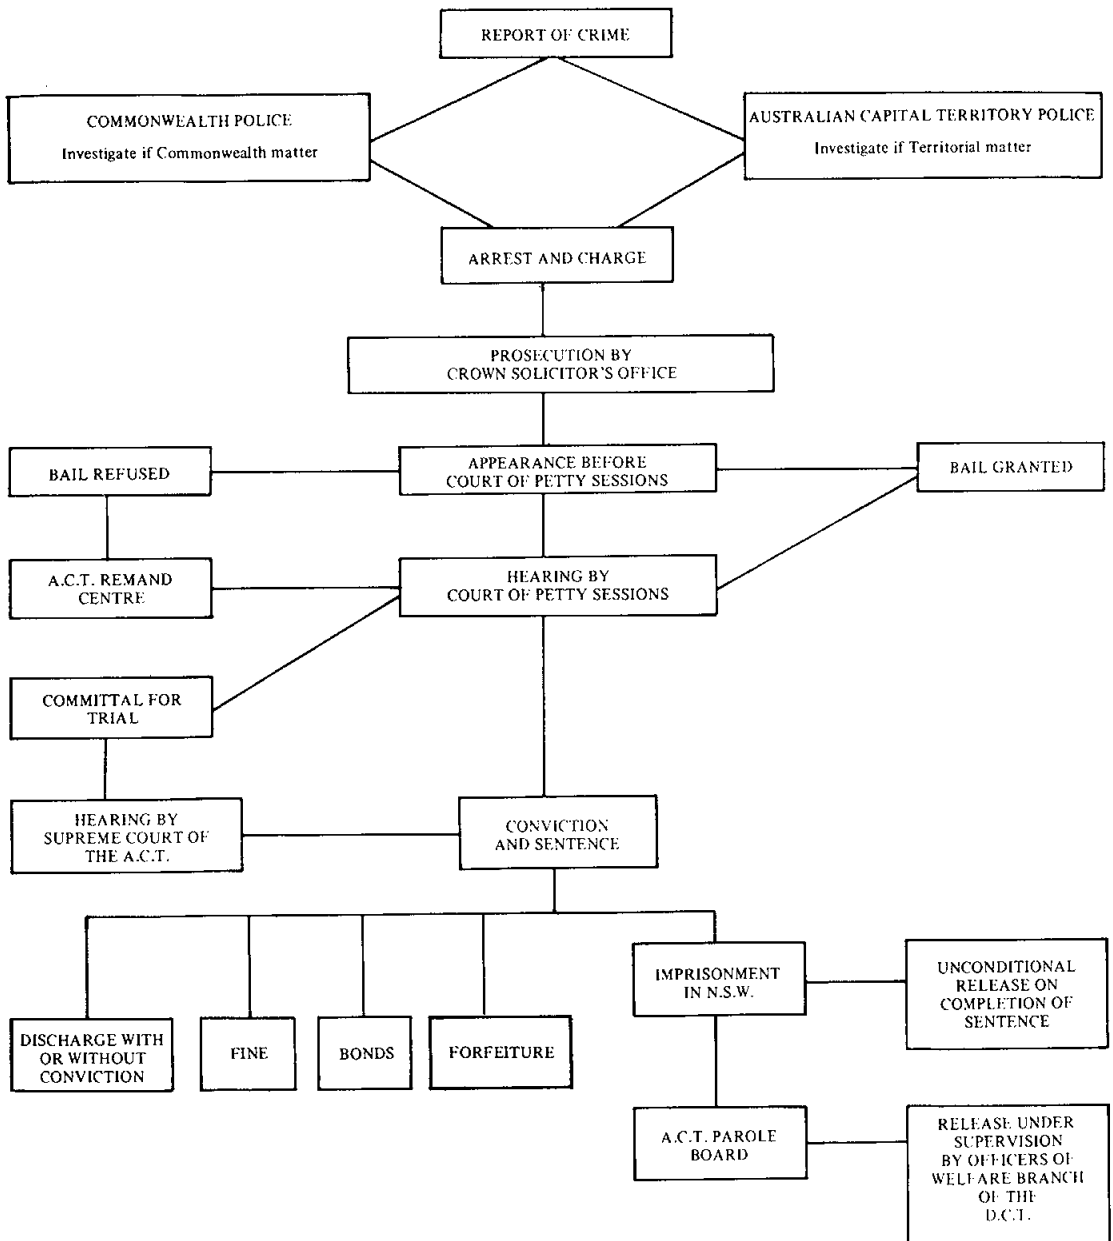 REPORT OF CRIME
COMMONWEALTH POLICE
Investigate if Commonwealth matter
AUSTRALIAN CAPITAL TERRITORY POLICE
Investigate if Territorial matter
ARREST AND CHARGE
PROSECUTION BY
CROWN SOLICITOR'S OFFICE
BAIL REFUSED
APPEARANCE BEFORE
COURT OF PETTY SESSIONS
BAIL GRANTED
A.C.T. REMAND
CENTRE
HEARING BY
COURT OF PETTY SESSIONS
COMMITTAL FOR
TRIAL
HEARING BY
SUPREME COURT OF
THE A.C.T.
CONVICTION
AND SENTENCE
DISCHARGE WITH
OR WITHOUT
CONVICTION
FINE
BONDS
FORFEITURE
IMPRISONMENT
IN N.S.W.
UNCONDITIONAL
RELEASE ON
COMPLETION OF
SENTENCE
A.C.T. PAROLE
BOARD
RELEASE UNDER
SUPERVISION
BY OFFICERS OF
WELFARE BRANCH
OF THE
D.C.T.